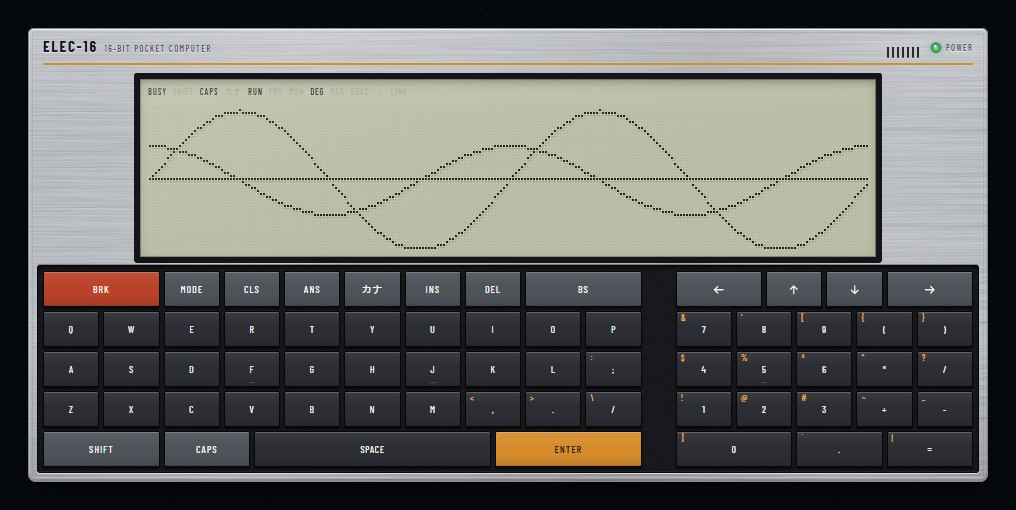 ELEC-16 16-BIT POCKET COMPUTER POWER
BUSY SHIFT CAPS カナ RUN PRO MON DEG RAD GRAD LINK
BRK MODE CLS ANS カナ INS DEL BS ← ↑ ↓ →
Q W E R T Y U I O P & 7 ' 8 [ 9 { ( } )
A S D F G H J K L : ; $ 4 % 5 ^ 6 " * ? /
Z X C V B N M < , > . \ / ! 1 @ 2 # 3 ~ + _ -
SHIFT CAPS SPACE ENTER ] 0 ` . | =